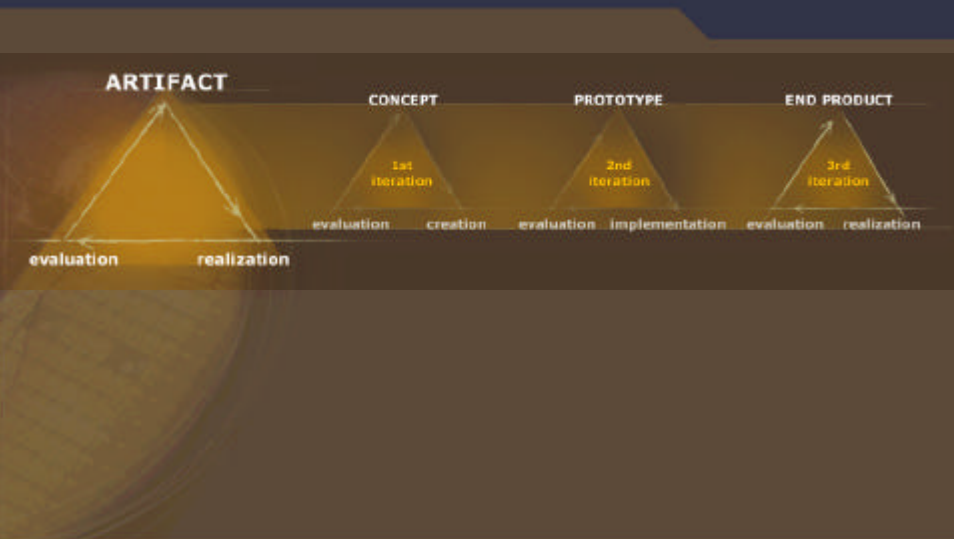 ARTIFACT
CONCEPT
PROTOTYPE
END PRODUCT
1st
iteration
2nd
iteration
3rd
iteration
evaluation
creation
evaluation
implementation
evaluation
realization
evaluation
realization